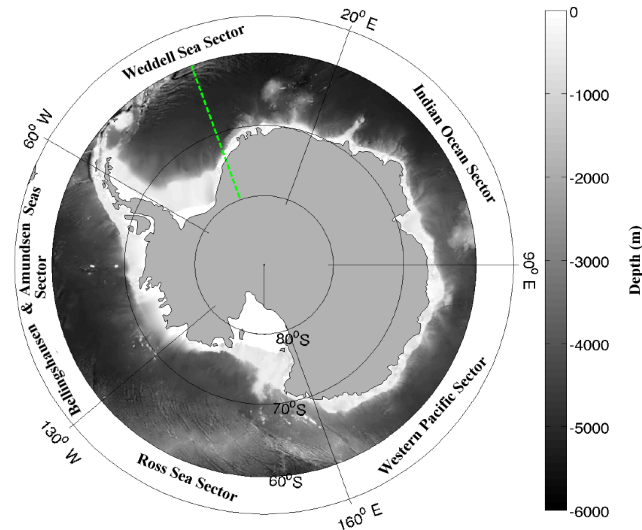 20° E
Weddell Sea Sector
Indian Ocean Sector
60° W
Bellingshausen & Amundsen Seas
Sector
90° E
80°S
70°S
60°S
Western Pacific Sector
130° W
Ross Sea Sector
160° E
0
-1000
-2000
-3000
-4000
-5000
-6000
Depth (m)